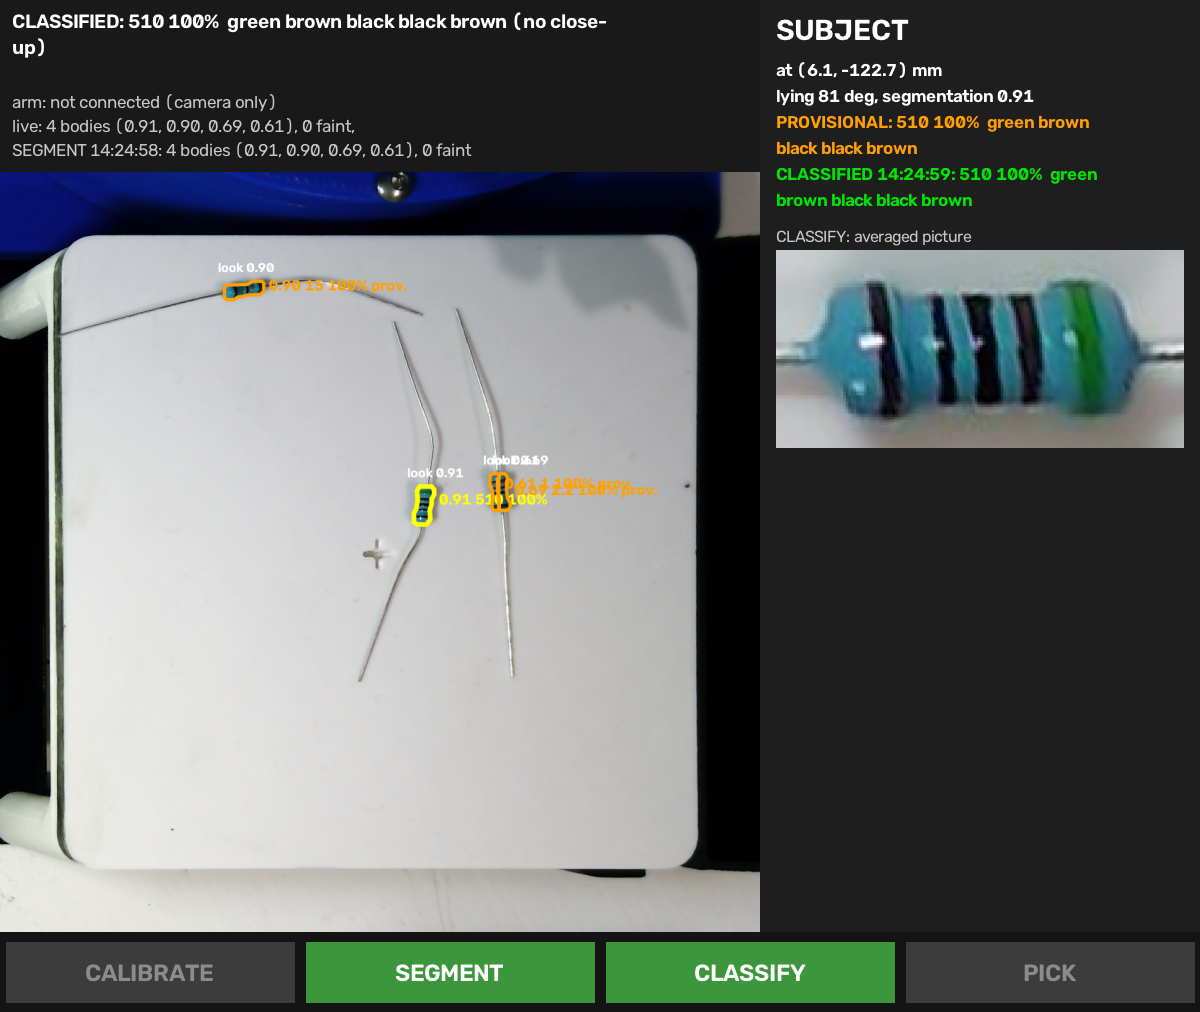 CLASSIFIED: 510 100% green brown black black brown (no close-
up)
arm: not connected (camera only)
live: 4 bodies (0.91, 0.90, 0.69, 0.61), 0 faint,
SEGMENT 14:24:58: 4 bodies (0.91, 0.90, 0.69, 0.61), 0 faint
SUBJECT
at (6.1, -122.7) mm
lying 81 deg, segmentation 0.91
PROVISIONAL: 510 100% green brown
black black brown
CLASSIFIED 14:24:59: 510 100% green
brown black black brown
CLASSIFY: averaged picture
look 0.90
0.90 15 100% prov.
look 0.91
0.91 510 100%
2.2 100% prov.
CALIBRATE
SEGMENT
CLASSIFY
PICK